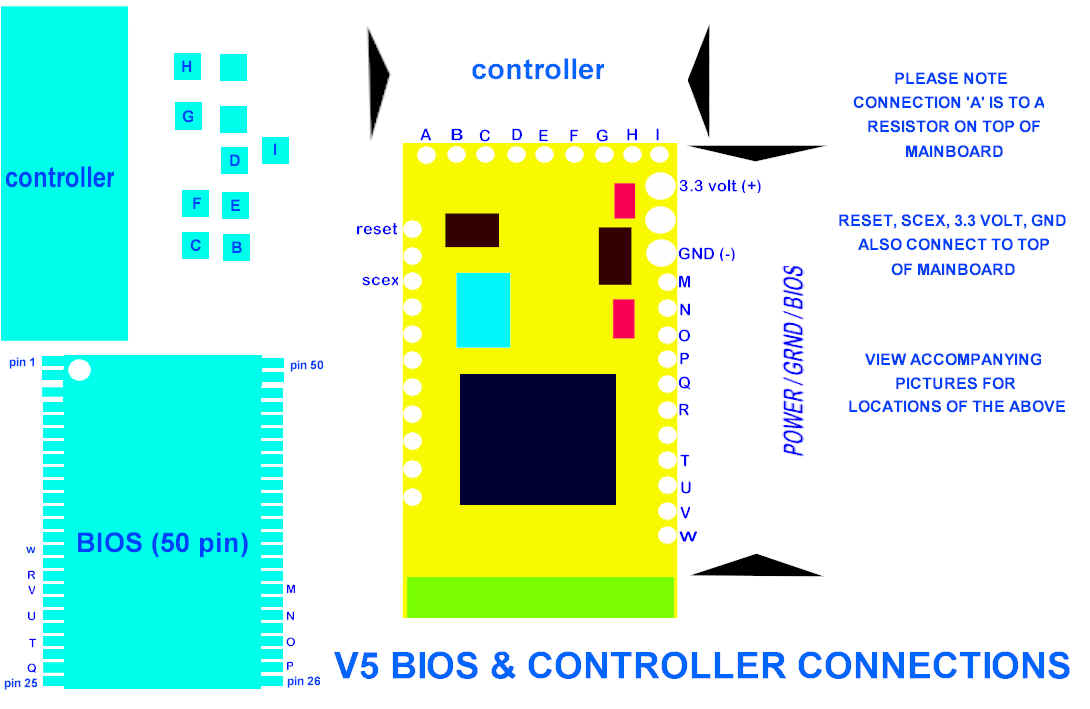 H
G
I
D
controller
F
E
C
B
controller
A B C D E F G H I
3.3 volt (+)
reset
GND (-)
scex
M
N
O
P
Q
R
T
U
V
W
POWER / GRND / BIOS
PLEASE NOTE
CONNECTION 'A' IS TO A
RESISTOR ON TOP OF
MAINBOARD
RESET, SCEX, 3.3 VOLT, GND
ALSO CONNECT TO TOP
OF MAINBOARD
VIEW ACCOMPANYING
PICTURES FOR
LOCATIONS OF THE ABOVE
pin 1
pin 50
BIOS (50 pin)
W
R
V
M
U
N
T
O
Q
P
pin 25
pin 26
V5 BIOS & CONTROLLER CONNECTIONS